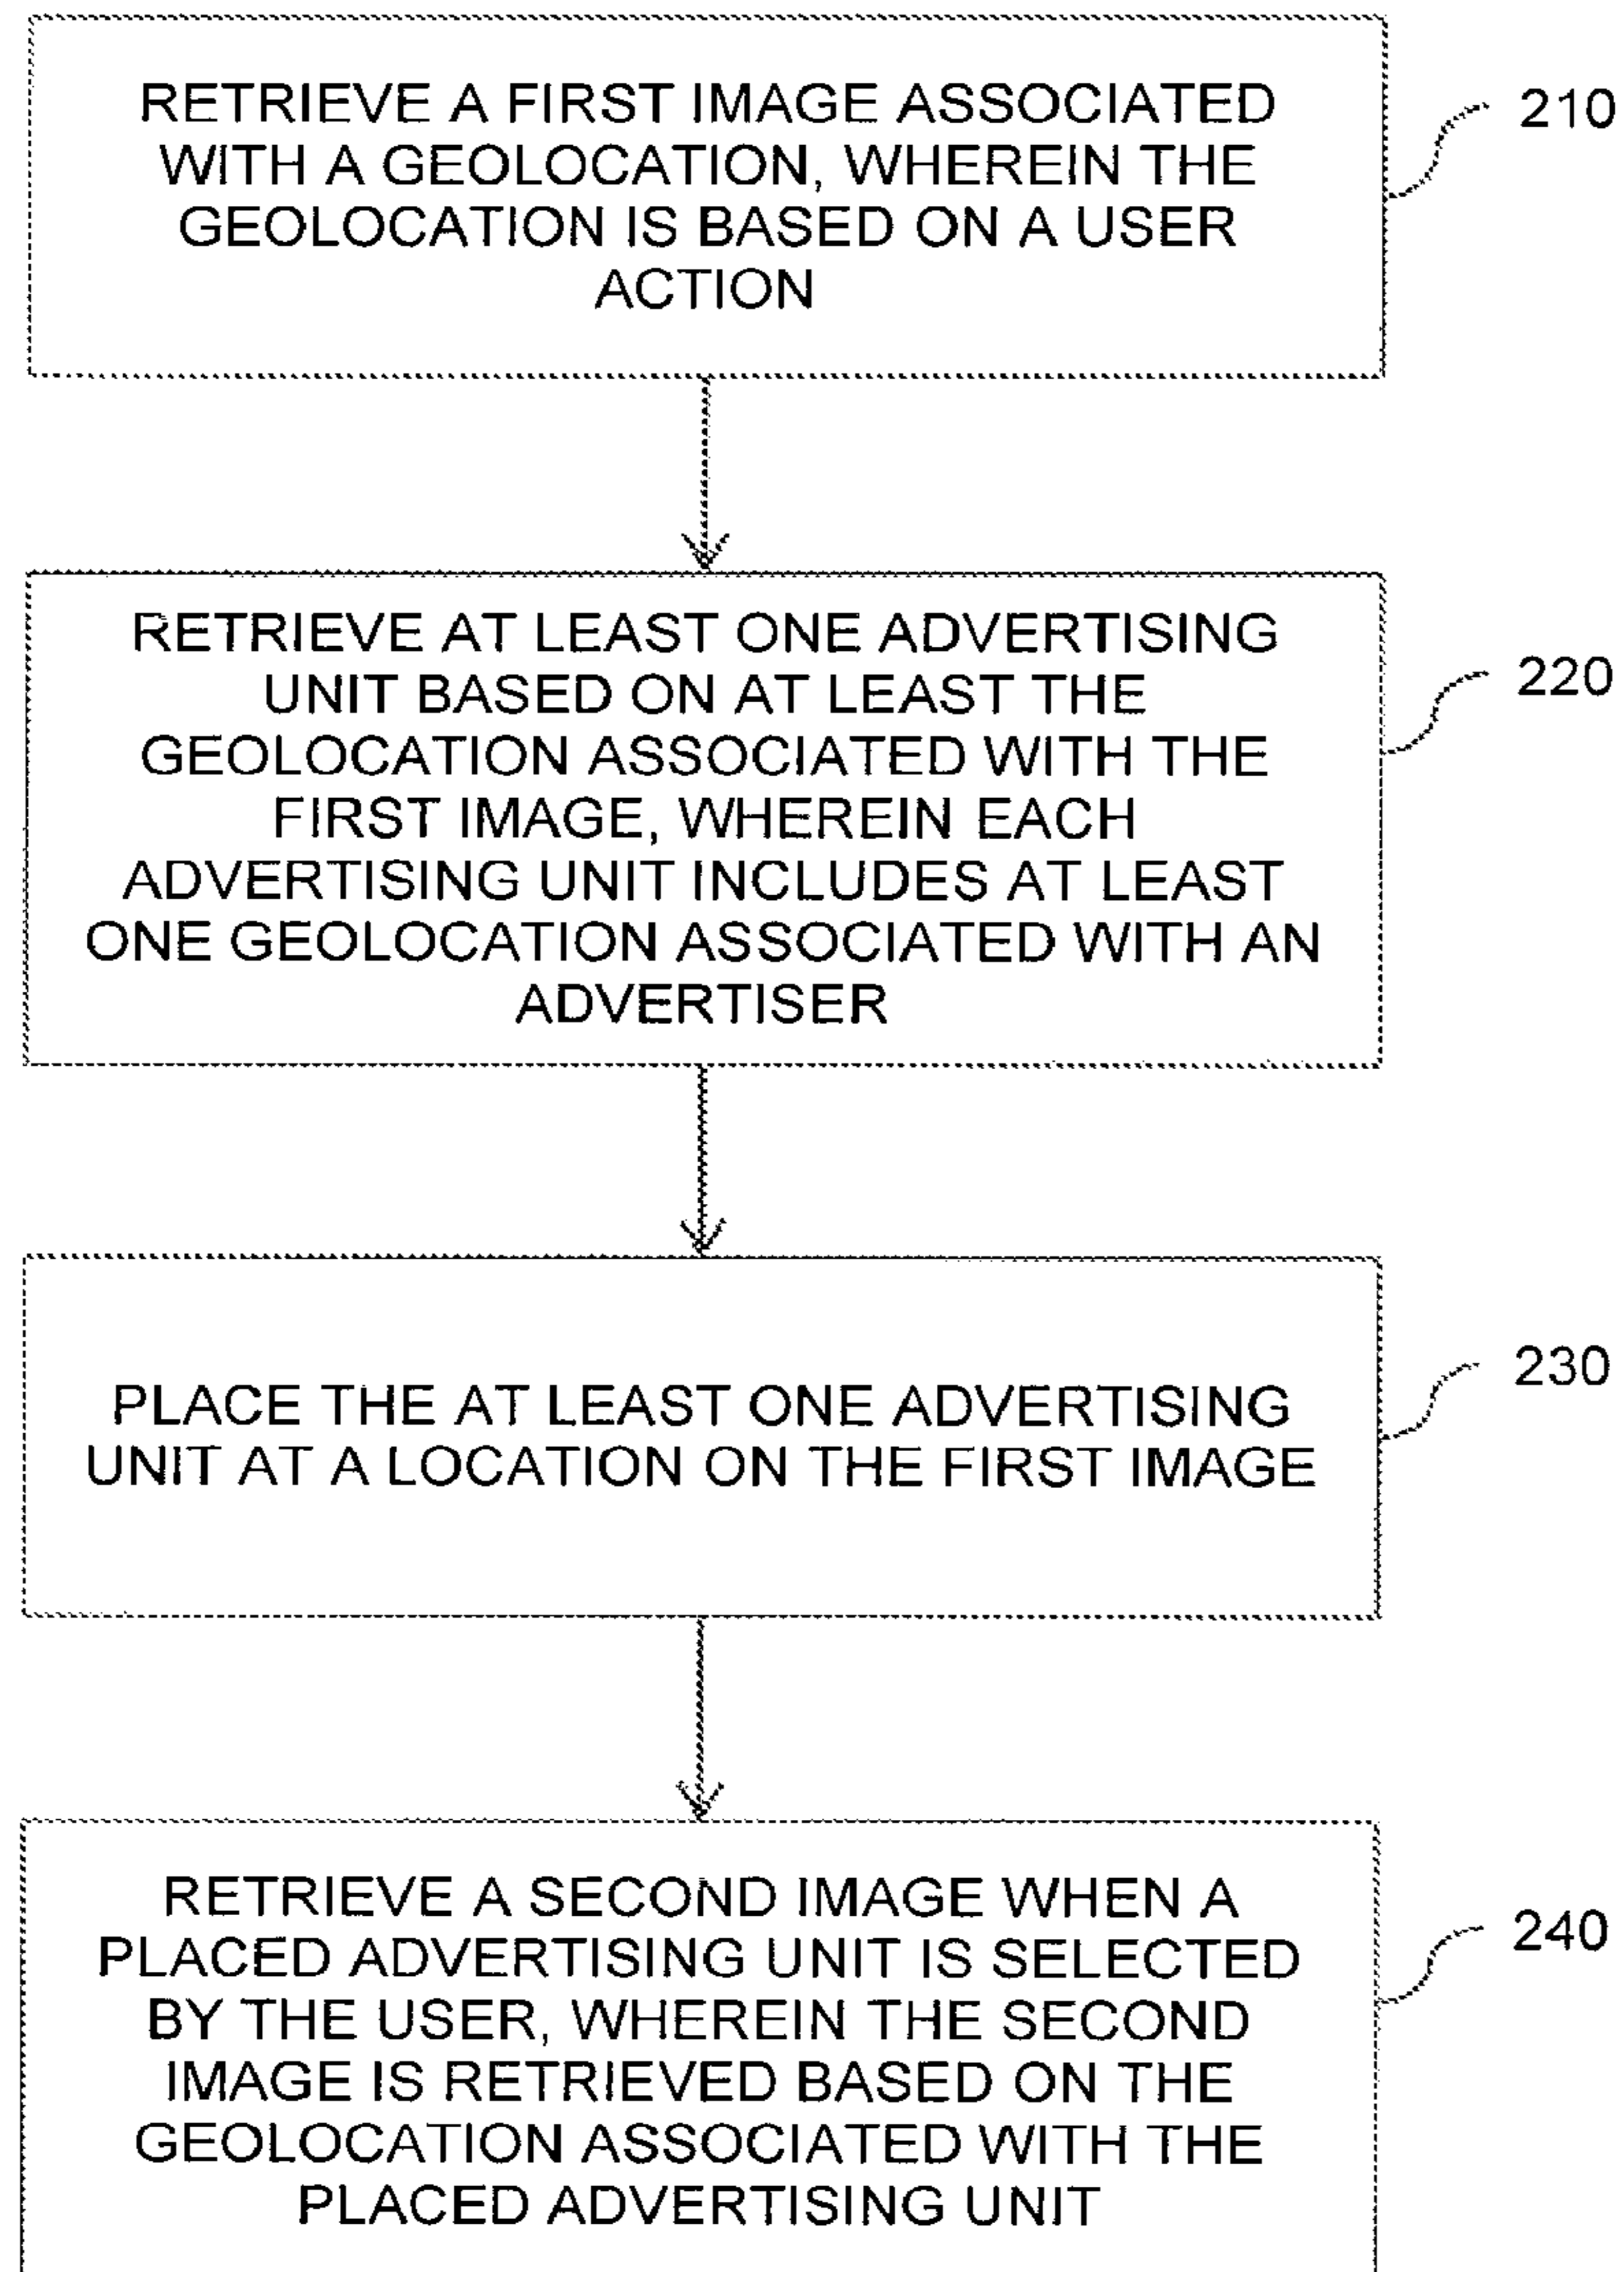 RETRIEVE A FIRST IMAGE ASSOCIATED
WITH A GEOLOCATION, WHEREIN THE
GEOLOCATION IS BASED ON A USER
ACTION
210
RETRIEVE AT LEAST ONE ADVERTISING
UNIT BASED ON AT LEAST THE
GEOLOCATION ASSOCIATED WITH THE
FIRST IMAGE, WHEREIN EACH
ADVERTISING UNIT INCLUDES AT LEAST
ONE GEOLOCATION ASSOCIATED WITH AN
ADVERTISER
220
PLACE THE AT LEAST ONE ADVERTISING
UNIT AT A LOCATION ON THE FIRST IMAGE
230
RETRIEVE A SECOND IMAGE WHEN A
PLACED ADVERTISING UNIT IS SELECTED
BY THE USER, WHEREIN THE SECOND
IMAGE IS RETRIEVED BASED ON THE
GEOLOCATION ASSOCIATED WITH THE
PLACED ADVERTISING UNIT
240